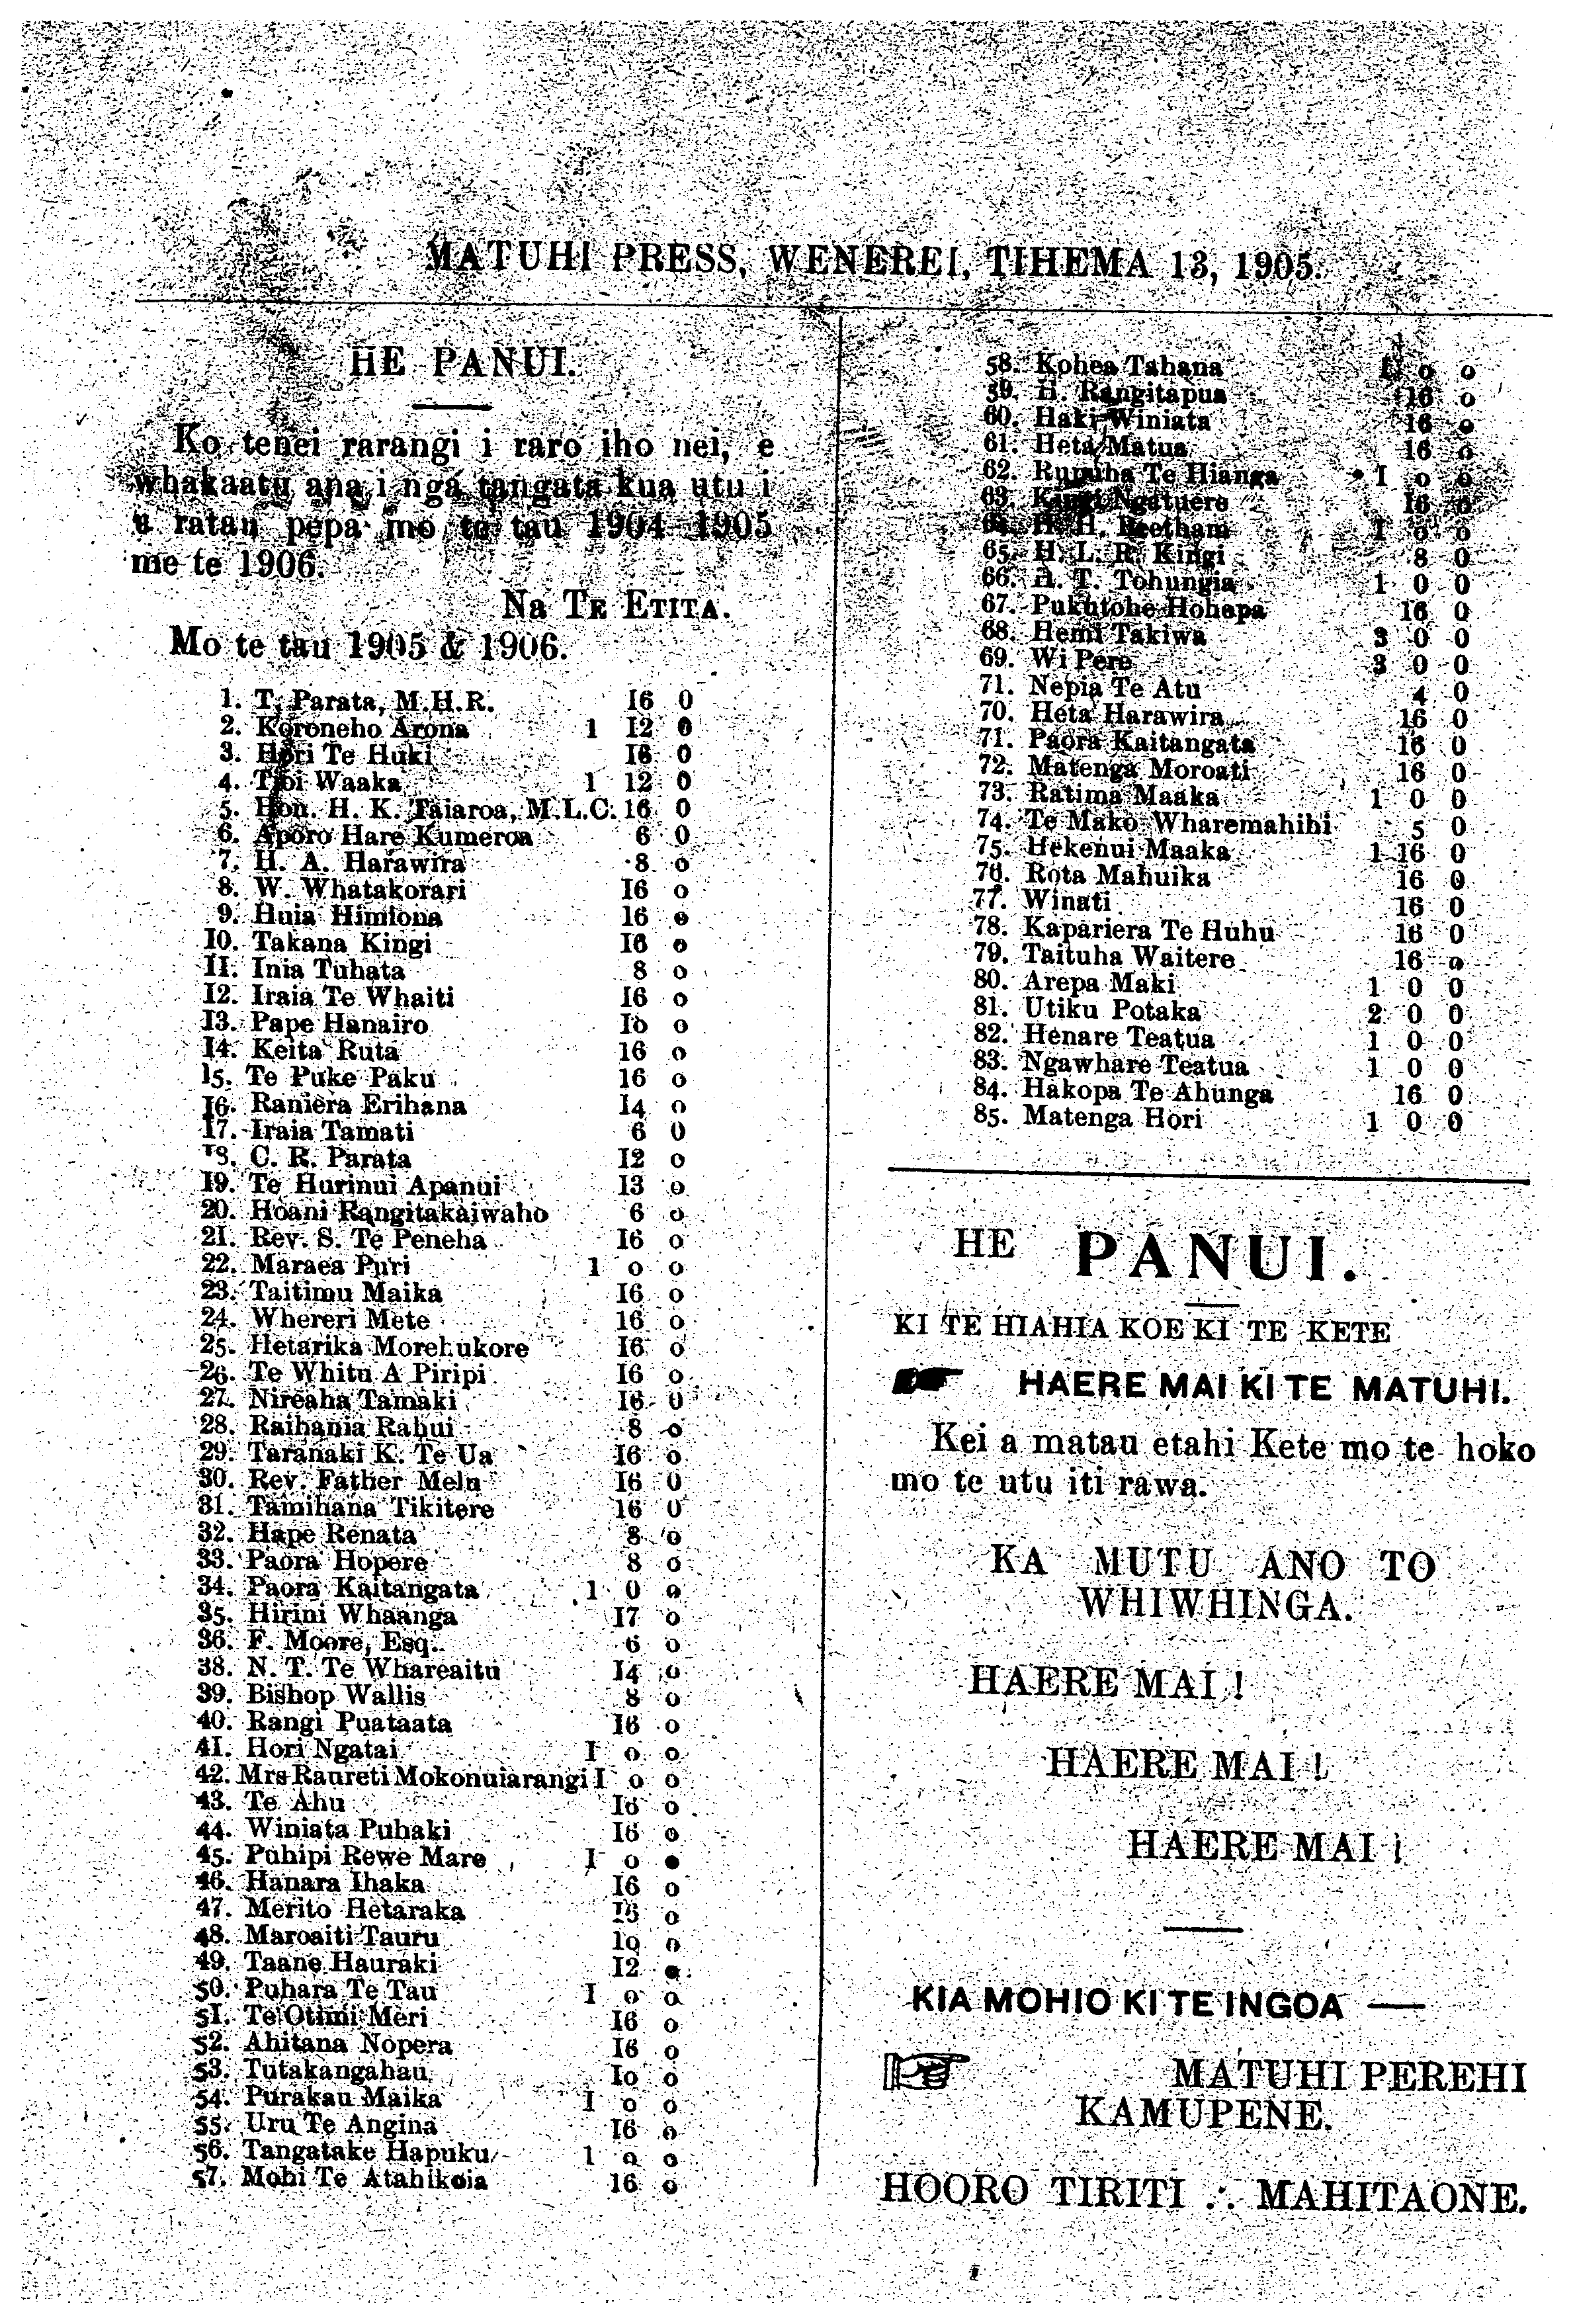 MATUHI PRESS, WENEREI, TIHEMA 13, 1905.
HE PANUI.
Ko tenei rarangi i raro iho nei, e
whakaatu ana i nga tangata kua utu i
a ratau pepa mo te tau 1904 1905
me te 1906.
NA TE ETITA.
Mo te tau 1905 & 1906.
1. T. Parata, M.H.R. 16 0
2. Koroneho Arona 1 12 0
3. Hori Te Huki 16 0
4. Tioi Waaka 1 12 0
5. Hon. H. K. Taiaroa, M.L.C. 16 0
6. Aporo Hare Kumeroa 6 0
7. H. A. Harawira 8 0
8. W. Whatakorari 16 0
9. Huia Himiona 16 0
10. Takana Kingi 16 0
11. Inia Tuhata 8 0
12. Iraia Te Whaiti 16 0
13. Pape Hanairo 16 0
14. Keita Ruta 16 0
15. Te Puke Paku 16 0
16. Raniera Erihana 14 0
17. Iraia Tamati 6 0
18. C. R. Parata 12 0
19. Te Hurinui Apanui 13 0
20. Hoani Rangitakaiwaho 6 0
21. Rev. S. Te Peneha 16 0
22. Maraea Puri 1 0 0
23. Taitimu Maika 16 0
24. Whereri Mete 16 0
25. Hetarika Morehukore 16 0
26. Te Whitu A Piripi 16 0
27. Nireaha Tamaki 16 0
28. Raihania Rahui 8 0
29. Taranaki K. Te Ua 16 0
30. Rev. Father Melu 16 0
31. Tamihana Tikitere 16 0
32. Hape Renata 8 0
33. Paora Hopere 8 0
34. Paora Kaitangata 1 0 0
35. Hirini Whaanga 17 0
36. F. Moore, Esq. 6 0
38. N. T. Te Whareaitu 14 0
39. Bishop Wallis 8 0
40. Rangi Puataata 16 0
41. Hori Ngatai 1 0 0
42. Mrs Raureti Mokonuiarangi 1 0 0
43. Te Ahu 16 0
44. Winiata Puhaki 16 0
45. Puhipi Rewe Mare 1 0 0
46. Hanara Ihaka 16 0
47. Merito Hetaraka 0
48. Maroaiti Tauru 10 0
49. Taane Hauraki 12 0
50. Puhara Te Tau 1 0 0
51. Te Otimi Meri 16 0
52. Ahitana Nopera 16 0
53. Tutakangahau 10 0
54. Purakau Maika 1 0 0
55. Uru Te Angina 16 0
56. Tangatake Hapuku 1 0 0
57. Mohi Te Atahikoia 16 0
58. Kohea Tahana 0 0
59. H. Rangitapua 16 0
60. Haki Winiata 16 0
61. Heta Matua 16 0
62. Rupuha Te Hianga 1 0 0
63. Kingi Ngatuere 16 0
64. H. H. Beetham 1 0 0
65. H. L. R. Kingi 8 0
66. A. T. Tohungia 1 0 0
67. Pukutohe Hohepa 16 0
68. Hemi Takiwa 3 0 0
69. Wi Pere 3 0 0
71. Nepia Te Atu 4 0
70. Heta Harawira 16 0
71. Paora Kaitangata 16 0
72. Matenga Moroati 16 0
73. Ratima Maaka 1 0 0
74. Te Mako Wharemahihi 5 0
75. Hekenui Maaka 1 16 0
76. Rota Mahuika 16 0
77. Winati 16 0
78. Kapariera Te Huhu 16 0
79. Taituha Waitere 16 0
80. Arepa Maki 1 0 0
81. Utiku Potaka 2 0 0
82. Henare Teatua 1 0 0
83. Ngawhare Teatua 1 0 0
84. Hakopa Te Ahunga 16 0
85. Matenga Hori 1 0 0
HE PANUI.
KI TE HIAHIA KOE KI TE KETE
HAERE MAI KI TE MATUHI.
Kei a matau etahi Kete mo te hoko
mo te utu iti rawa.
KA MUTU ANO TO
WHIWHINGA.
HAERE MAI !
HAERE MAI !
HAERE MAI !
KIA MOHIO KI TE INGOA —
MATUHI PEREHI
KAMUPENE.
HOORO TIRITI ∴ MAHITAONE.